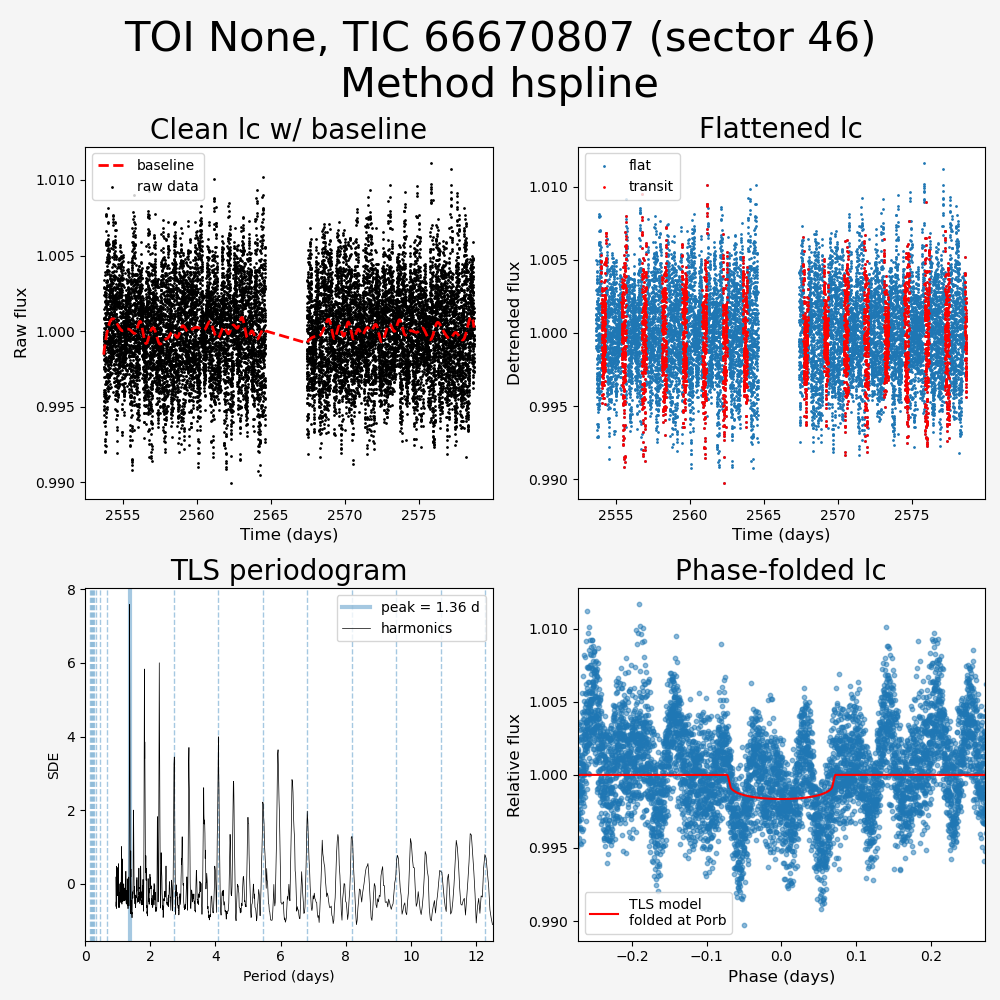 TOI None, TIC 66670807 (sector 46)
Method hspline
Clean lc w/ baseline
Flattened lc
baseline
raw data
flat
transit
1.010
1.005
1.000
0.995
0.990
Raw flux
2555
2560
2565
2570
2575
Time (days)
1.010
1.005
1.000
0.995
0.990
Detrended flux
2555
2560
2565
2570
2575
Time (days)
TLS periodogram
Phase-folded lc
peak = 1.36 d
harmonics
8
6
4
2
0
SDE
0
2
4
6
8
10
12
Period (days)
1.010
1.005
1.000
0.995
0.990
Relative flux
TLS model
folded at Porb
−0.2
−0.1
0.0
0.1
0.2
Phase (days)